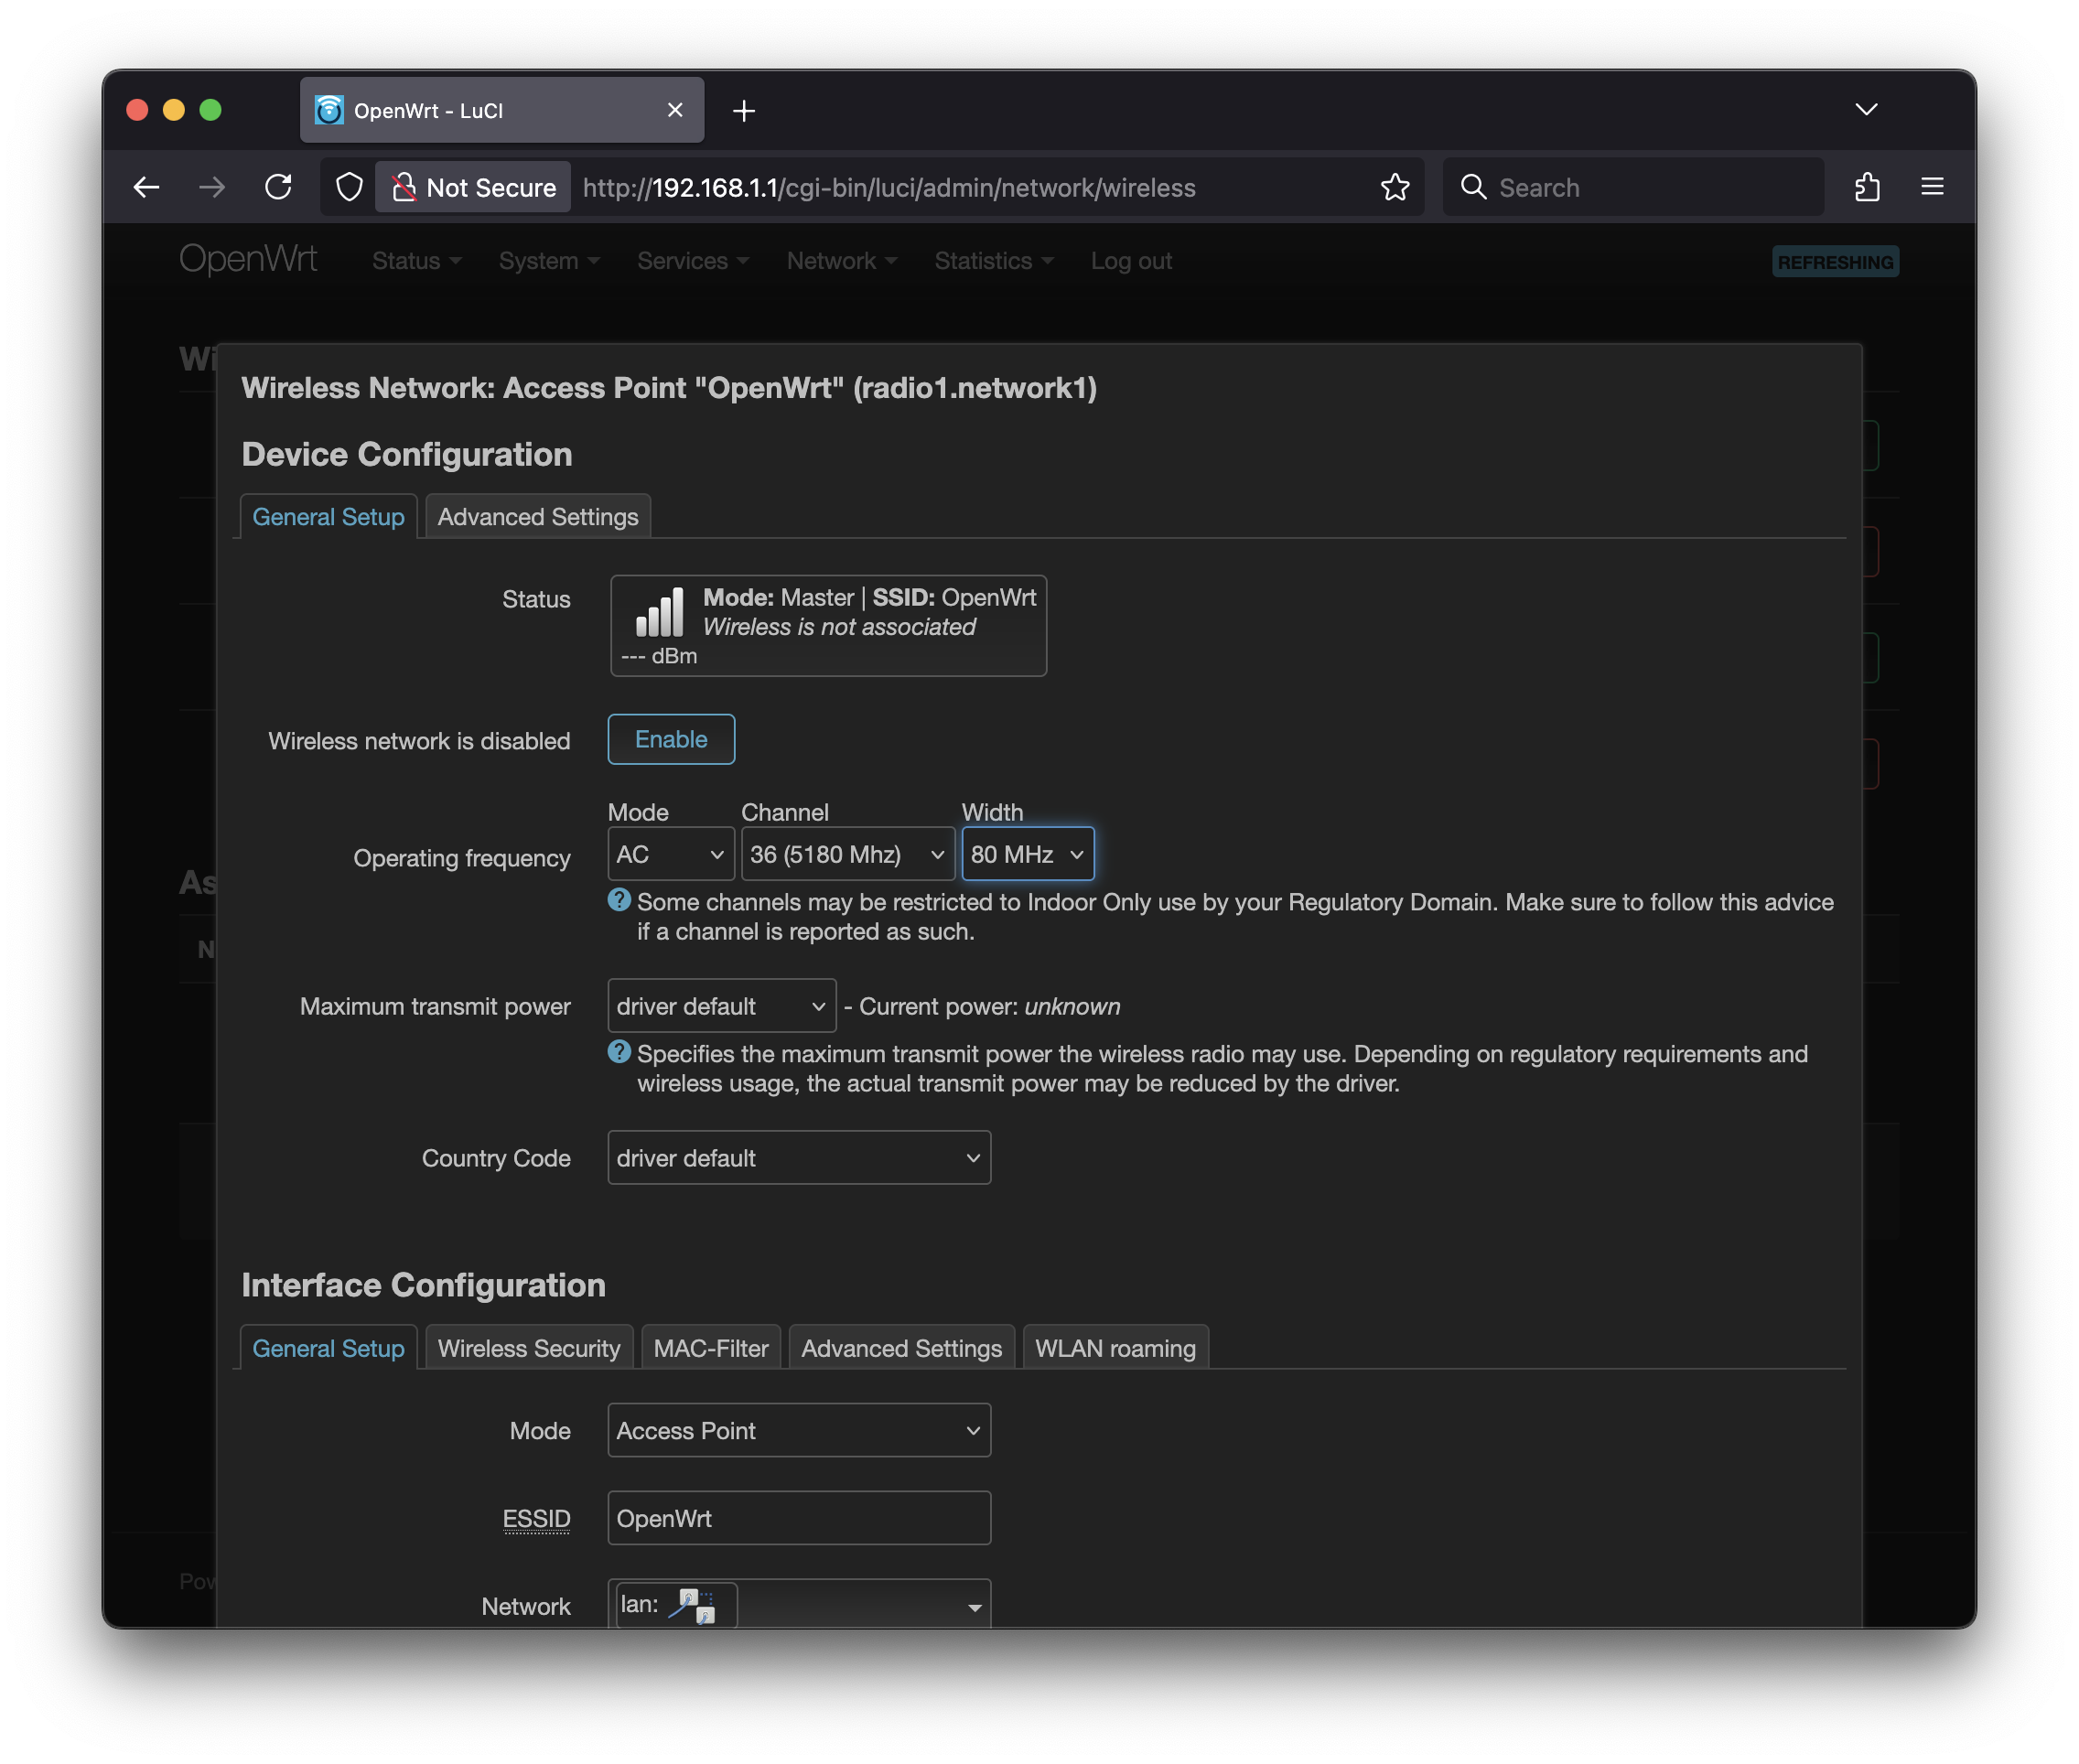 OpenWrt - LuCI
Not Secure http://192.168.1.1/cgi-bin/luci/admin/network/wireless Search
OpenWrt Status System Services Network Statistics Log out REFRESHING
Wi
Wireless Network: Access Point "OpenWrt" (radio1.network1)
Device Configuration
General Setup Advanced Settings
Status
Mode: Master | SSID: OpenWrt
Wireless is not associated
--- dBm
Wireless network is disabled Enable
Mode Channel Width
Operating frequency AC 36 (5180 Mhz) 80 MHz
As
Some channels may be restricted to Indoor Only use by your Regulatory Domain. Make sure to follow this advice
if a channel is reported as such.
N
Maximum transmit power driver default - Current power: unknown
Specifies the maximum transmit power the wireless radio may use. Depending on regulatory requirements and
wireless usage, the actual transmit power may be reduced by the driver.
Country Code driver default
Interface Configuration
General Setup Wireless Security MAC-Filter Advanced Settings WLAN roaming
Mode Access Point
ESSID OpenWrt
Pow
Network lan: